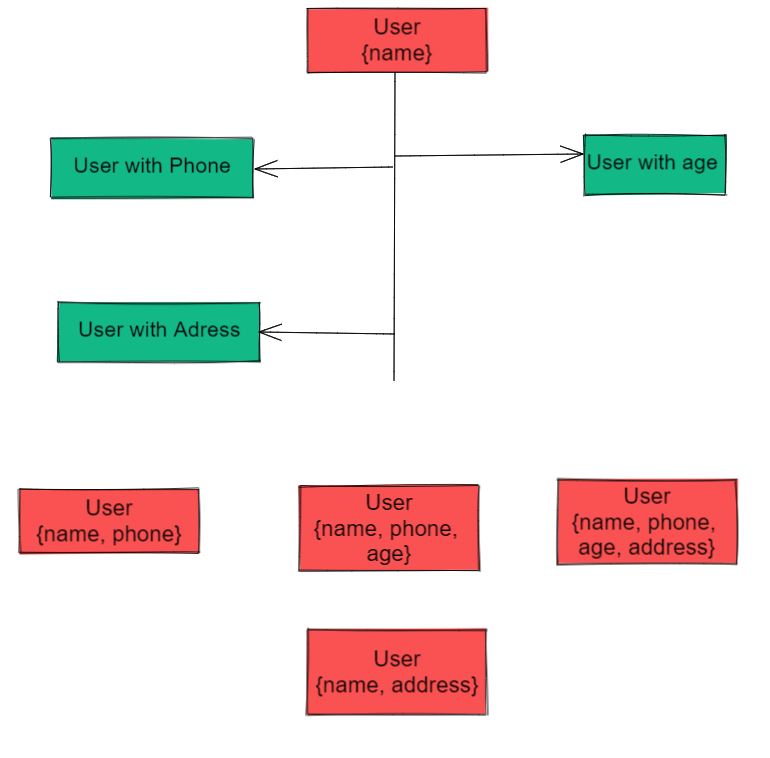 User
{name}
User with Phone
User with age
User with Adress
User
{name, phone}
User
{name, phone,
age}
User
{name, phone,
age, address}
User
{name, address}